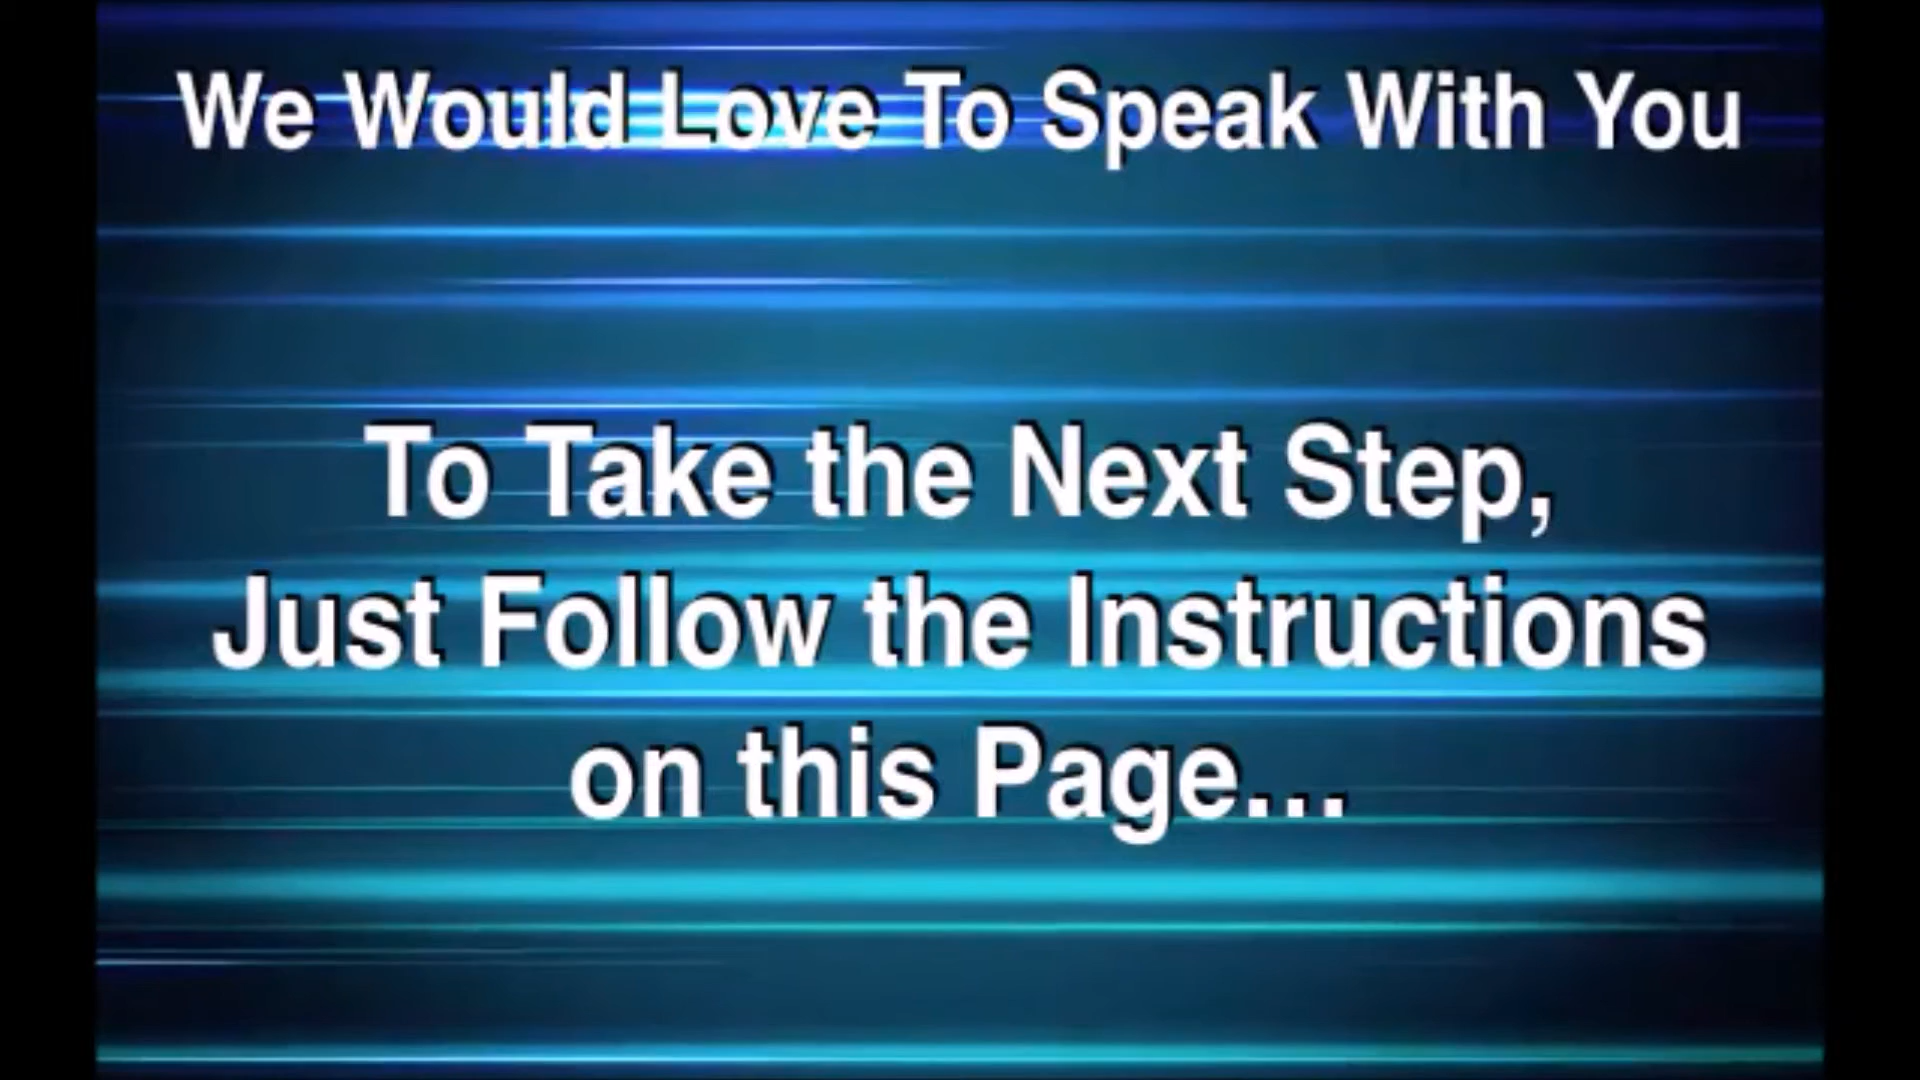 We Would Love To Speak With You
To Take the Next Step,
Just Follow the Instructions
on this Page...